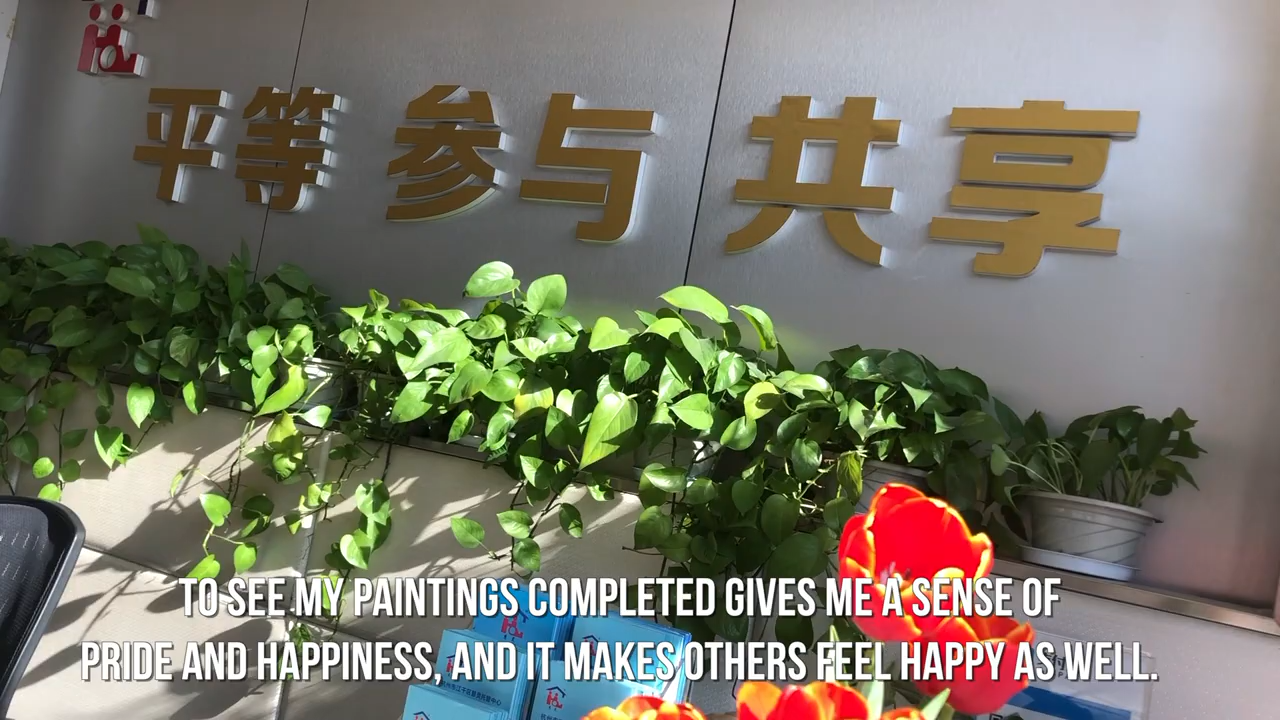 平等 参与 共享
TO SEE MY PAINTINGS COMPLETED GIVES ME A SENSE OF
PRIDE AND HAPPINESS, AND IT MAKES OTHERS FEEL HAPPY AS WELL.